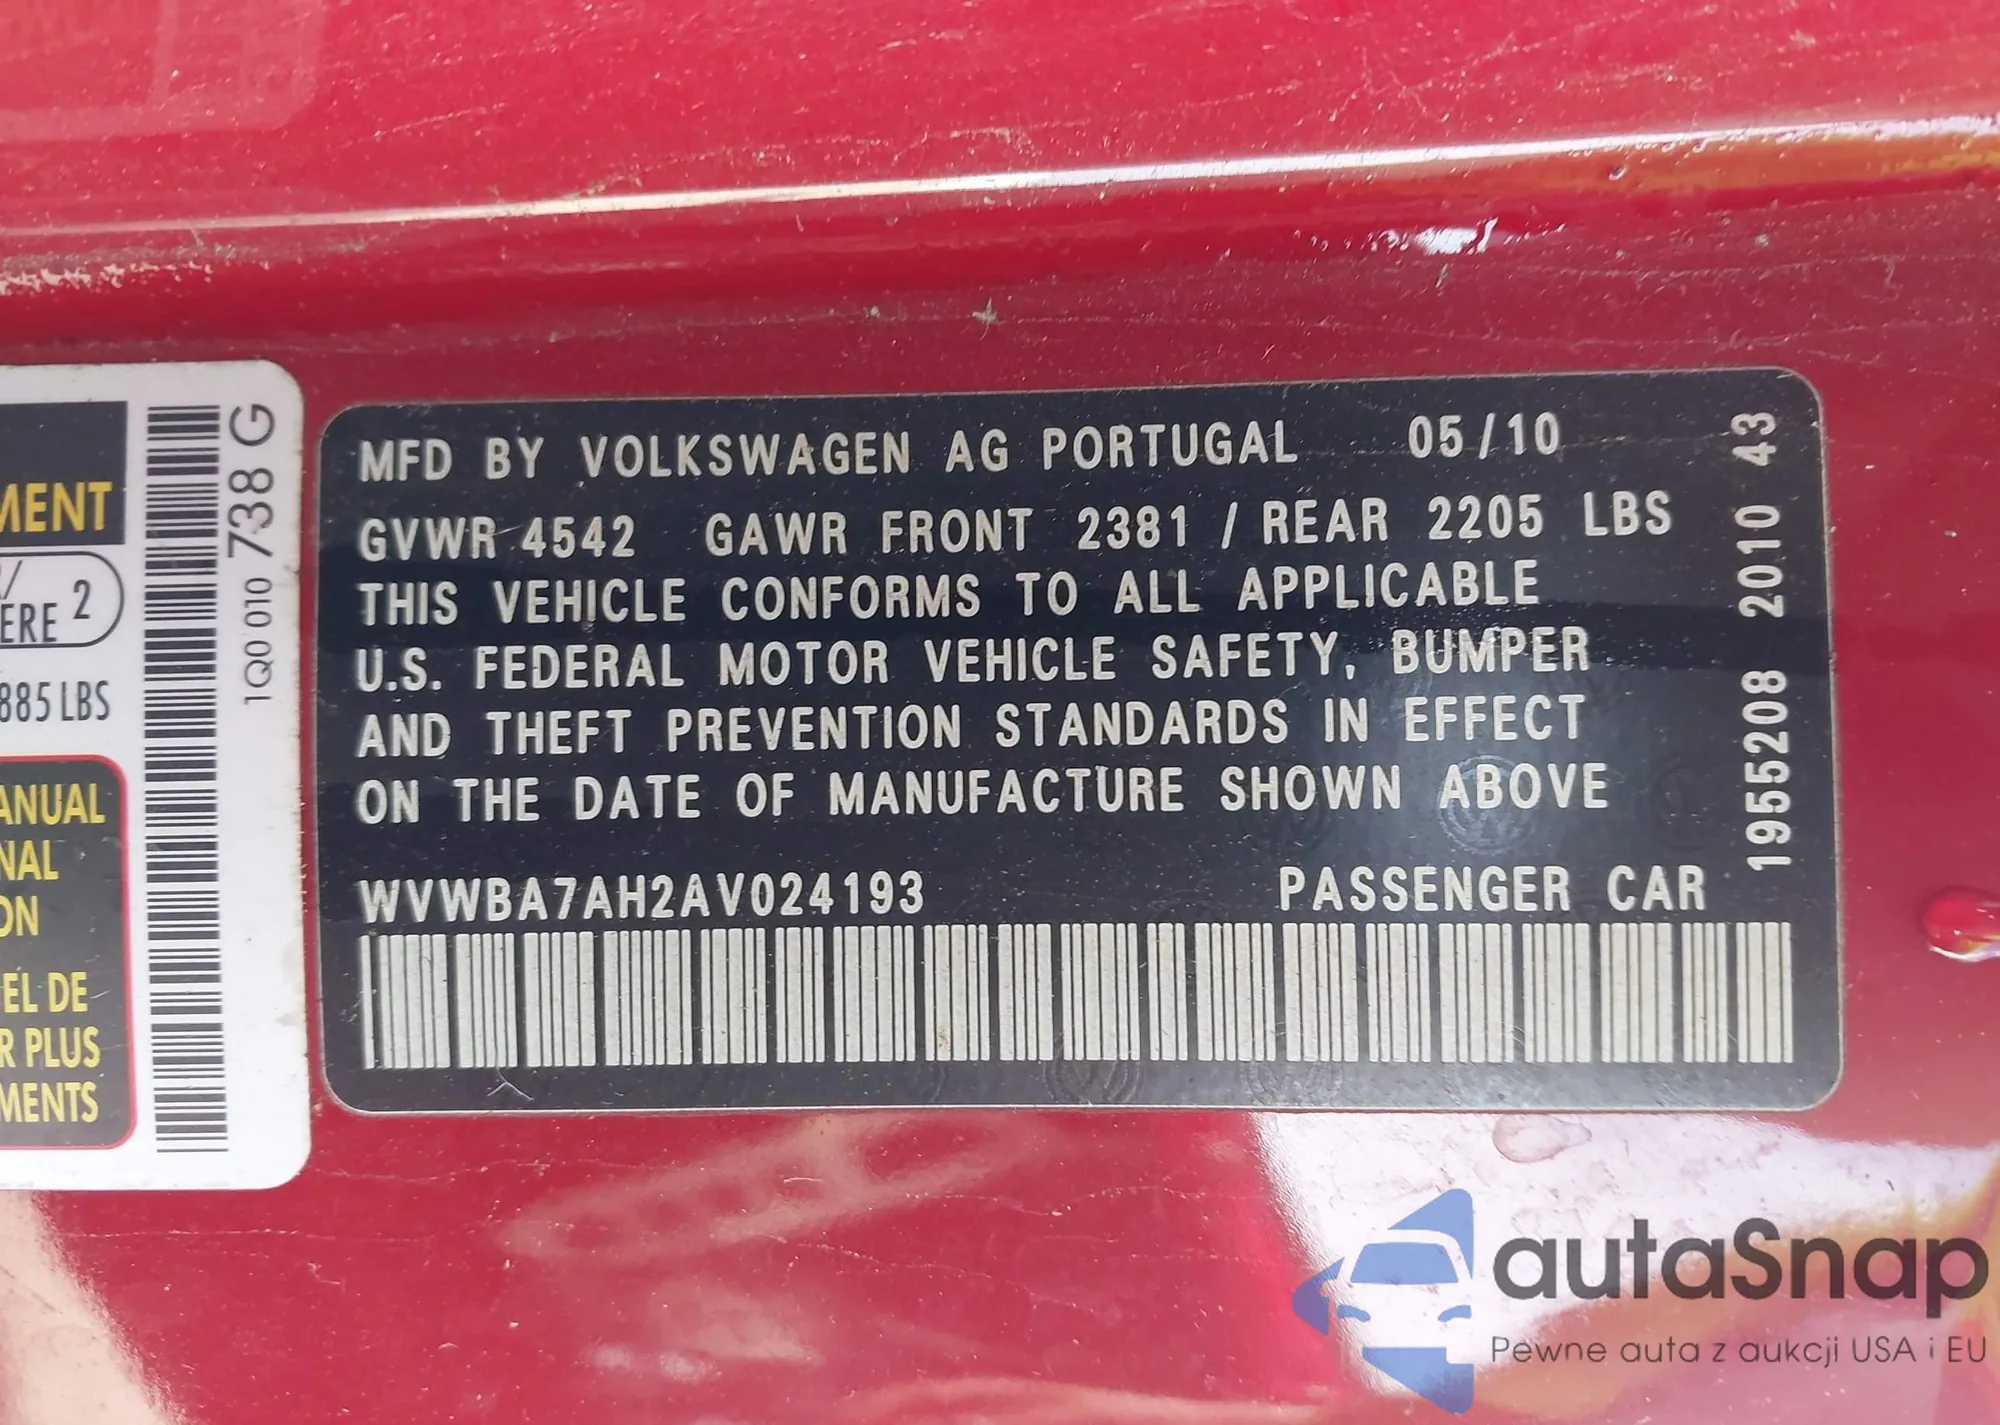 MENT
R/
ERE 2
885 LBS
ANUAL
NAL
ON
EL DE
R PLUS
MENTS
1Q0 010 738 G
MFD BY VOLKSWAGEN AG PORTUGAL 05/10
GVWR 4542 GAWR FRONT 2381 / REAR 2205 LBS
THIS VEHICLE CONFORMS TO ALL APPLICABLE
U.S. FEDERAL MOTOR VEHICLE SAFETY, BUMPER
AND THEFT PREVENTION STANDARDS IN EFFECT
ON THE DATE OF MANUFACTURE SHOWN ABOVE
WVWBA7AH2AV024193 PASSENGER CAR
1955208 2010 43
autaSnap
Pewne auta z aukcji USA i EU